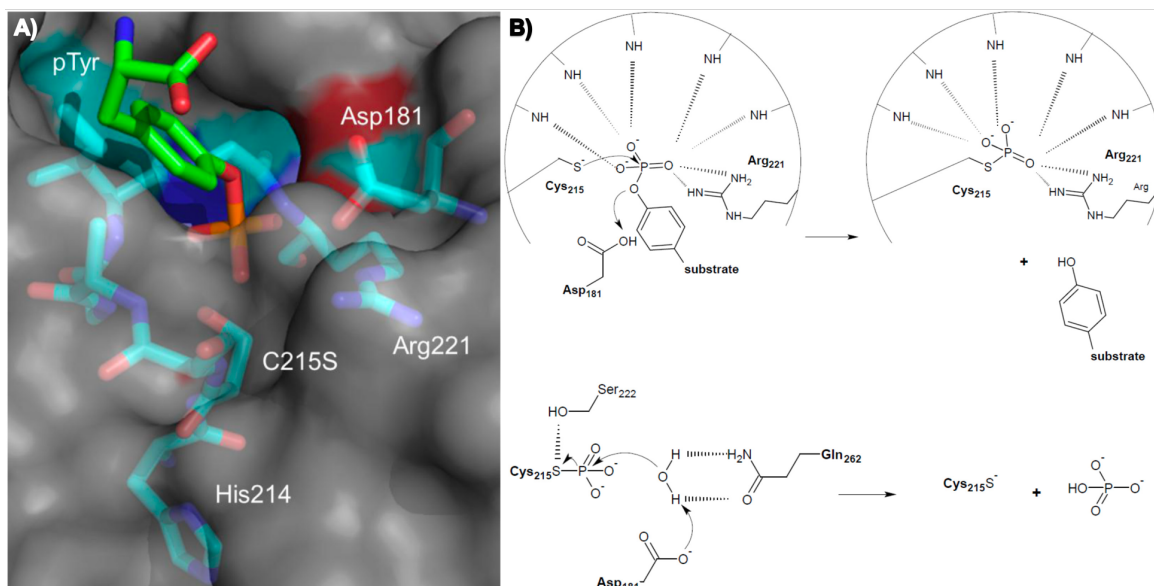 A)
pTyr
Asp181
Arg221
C215S
His214
B)
NH
NH
NH
NH
NH
O-
-O
P
O
O
S-
Cys215
Arg221
NH2
HN
NH
O
OH
Asp181
substrate
NH
NH
NH
NH
NH
O-
-O
P
O
S
Cys215
Arg221
NH2
HN
NH
Arg
+
HO
substrate
Ser222
HO
O
Cys215S
P
O-
O-
H
O
H
H2N
O
Gln262
O
O-
Asp181
Cys215S-
+
O-
HO
P
O-
O